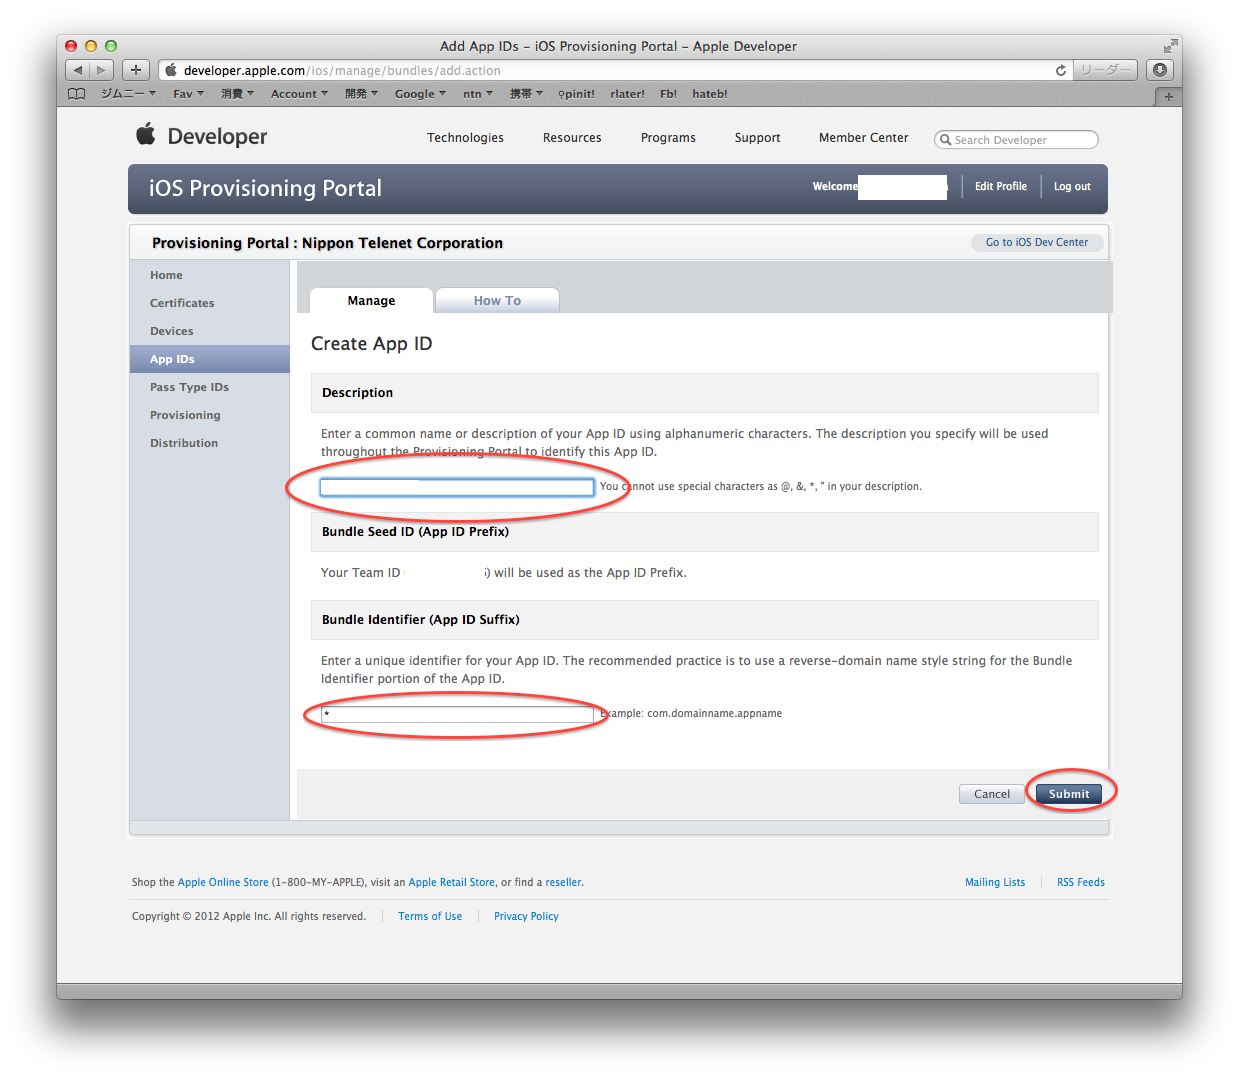 Add App IDs – iOS Provisioning Portal – Apple Developer
developer.apple.com/ios/manage/bundles/add.action
リーダー
ジムニー Fav 消費 Account 開発 Google ntn 携帯 pinit! rlater! Fb! hateb!
Developer
Technologies Resources Programs Support Member Center Search Developer
iOS Provisioning Portal
Welcome Edit Profile Log out
Provisioning Portal : Nippon Telenet Corporation
Go to iOS Dev Center
Home
Certificates
Devices
App IDs
Pass Type IDs
Provisioning
Distribution
Manage How To
Create App ID
Description
Enter a common name or description of your App ID using alphanumeric characters. The description you specify will be used
throughout the Provisioning Portal to identify this App ID.
You cannot use special characters as @, &, *, " in your description.
Bundle Seed ID (App ID Prefix)
Your Team ID ( ) will be used as the App ID Prefix.
Bundle Identifier (App ID Suffix)
Enter a unique identifier for your App ID. The recommended practice is to use a reverse-domain name style string for the Bundle
Identifier portion of the App ID.
* Example: com.domainname.appname
Cancel Submit
Shop the Apple Online Store (1-800-MY-APPLE), visit an Apple Retail Store, or find a reseller.
Mailing Lists RSS Feeds
Copyright © 2012 Apple Inc. All rights reserved. Terms of Use Privacy Policy